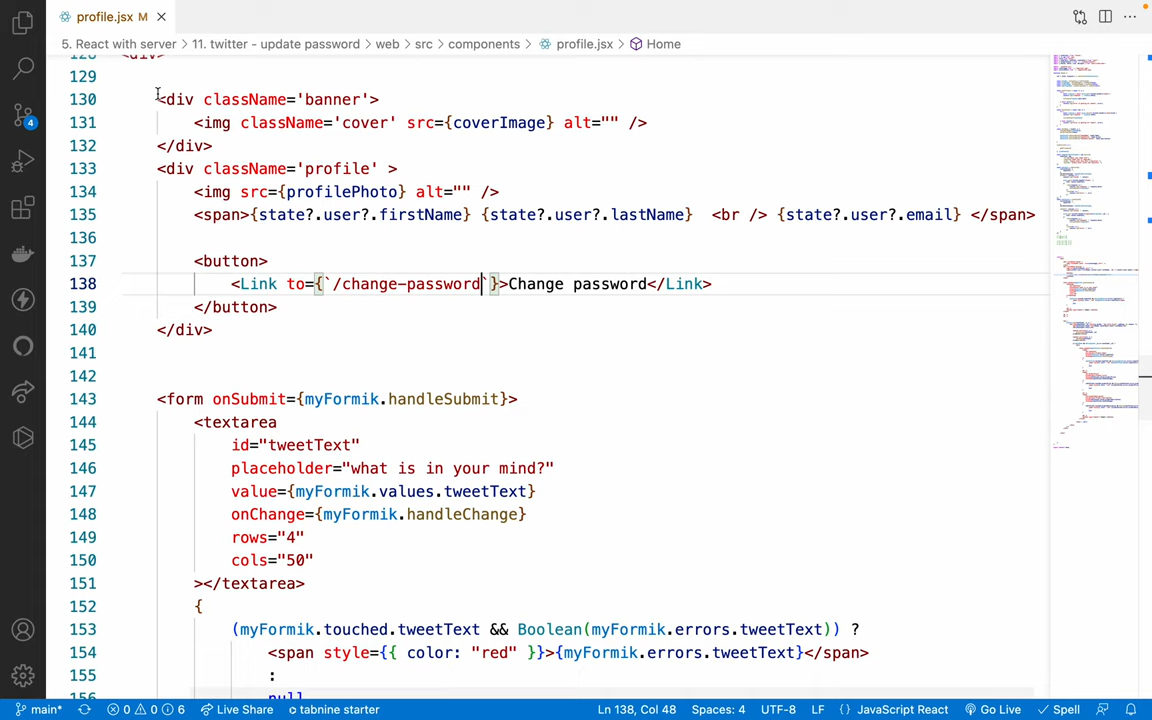 profile.jsx M
5. React with server > 11. twitter - update password > web > src > components > profile.jsx > Home
128 <div>
129
130 <div className='banner'>
131 <img className='cover' src={coverImage} alt="" />
132 </div>
133 <div className='profile' >
134 <img src={profilePhoto} alt="" />
135 <span>{state?.user?.firstName} {state?.user?.lastName} <br /> {state?.user?.email} </span>
136
137 <button>
138 <Link to={`/change-password`}>Change password</Link>
139 </button>
140 </div>
141
142
143 <form onSubmit={myFormik.handleSubmit}>
144 <textarea
145 id="tweetText"
146 placeholder="what is in your mind?"
147 value={myFormik.values.tweetText}
148 onChange={myFormik.handleChange}
149 rows="4"
150 cols="50"
151 ></textarea>
152 {
153 (myFormik.touched.tweetText && Boolean(myFormik.errors.tweetText)) ?
154 <span style={{ color: "red" }}>{myFormik.errors.tweetText}</span>
155 :
156 null
4
main* 0 0 6 Live Share tabnine starter Ln 138, Col 48 Spaces: 4 UTF-8 LF {} JavaScript React Go Live Spell